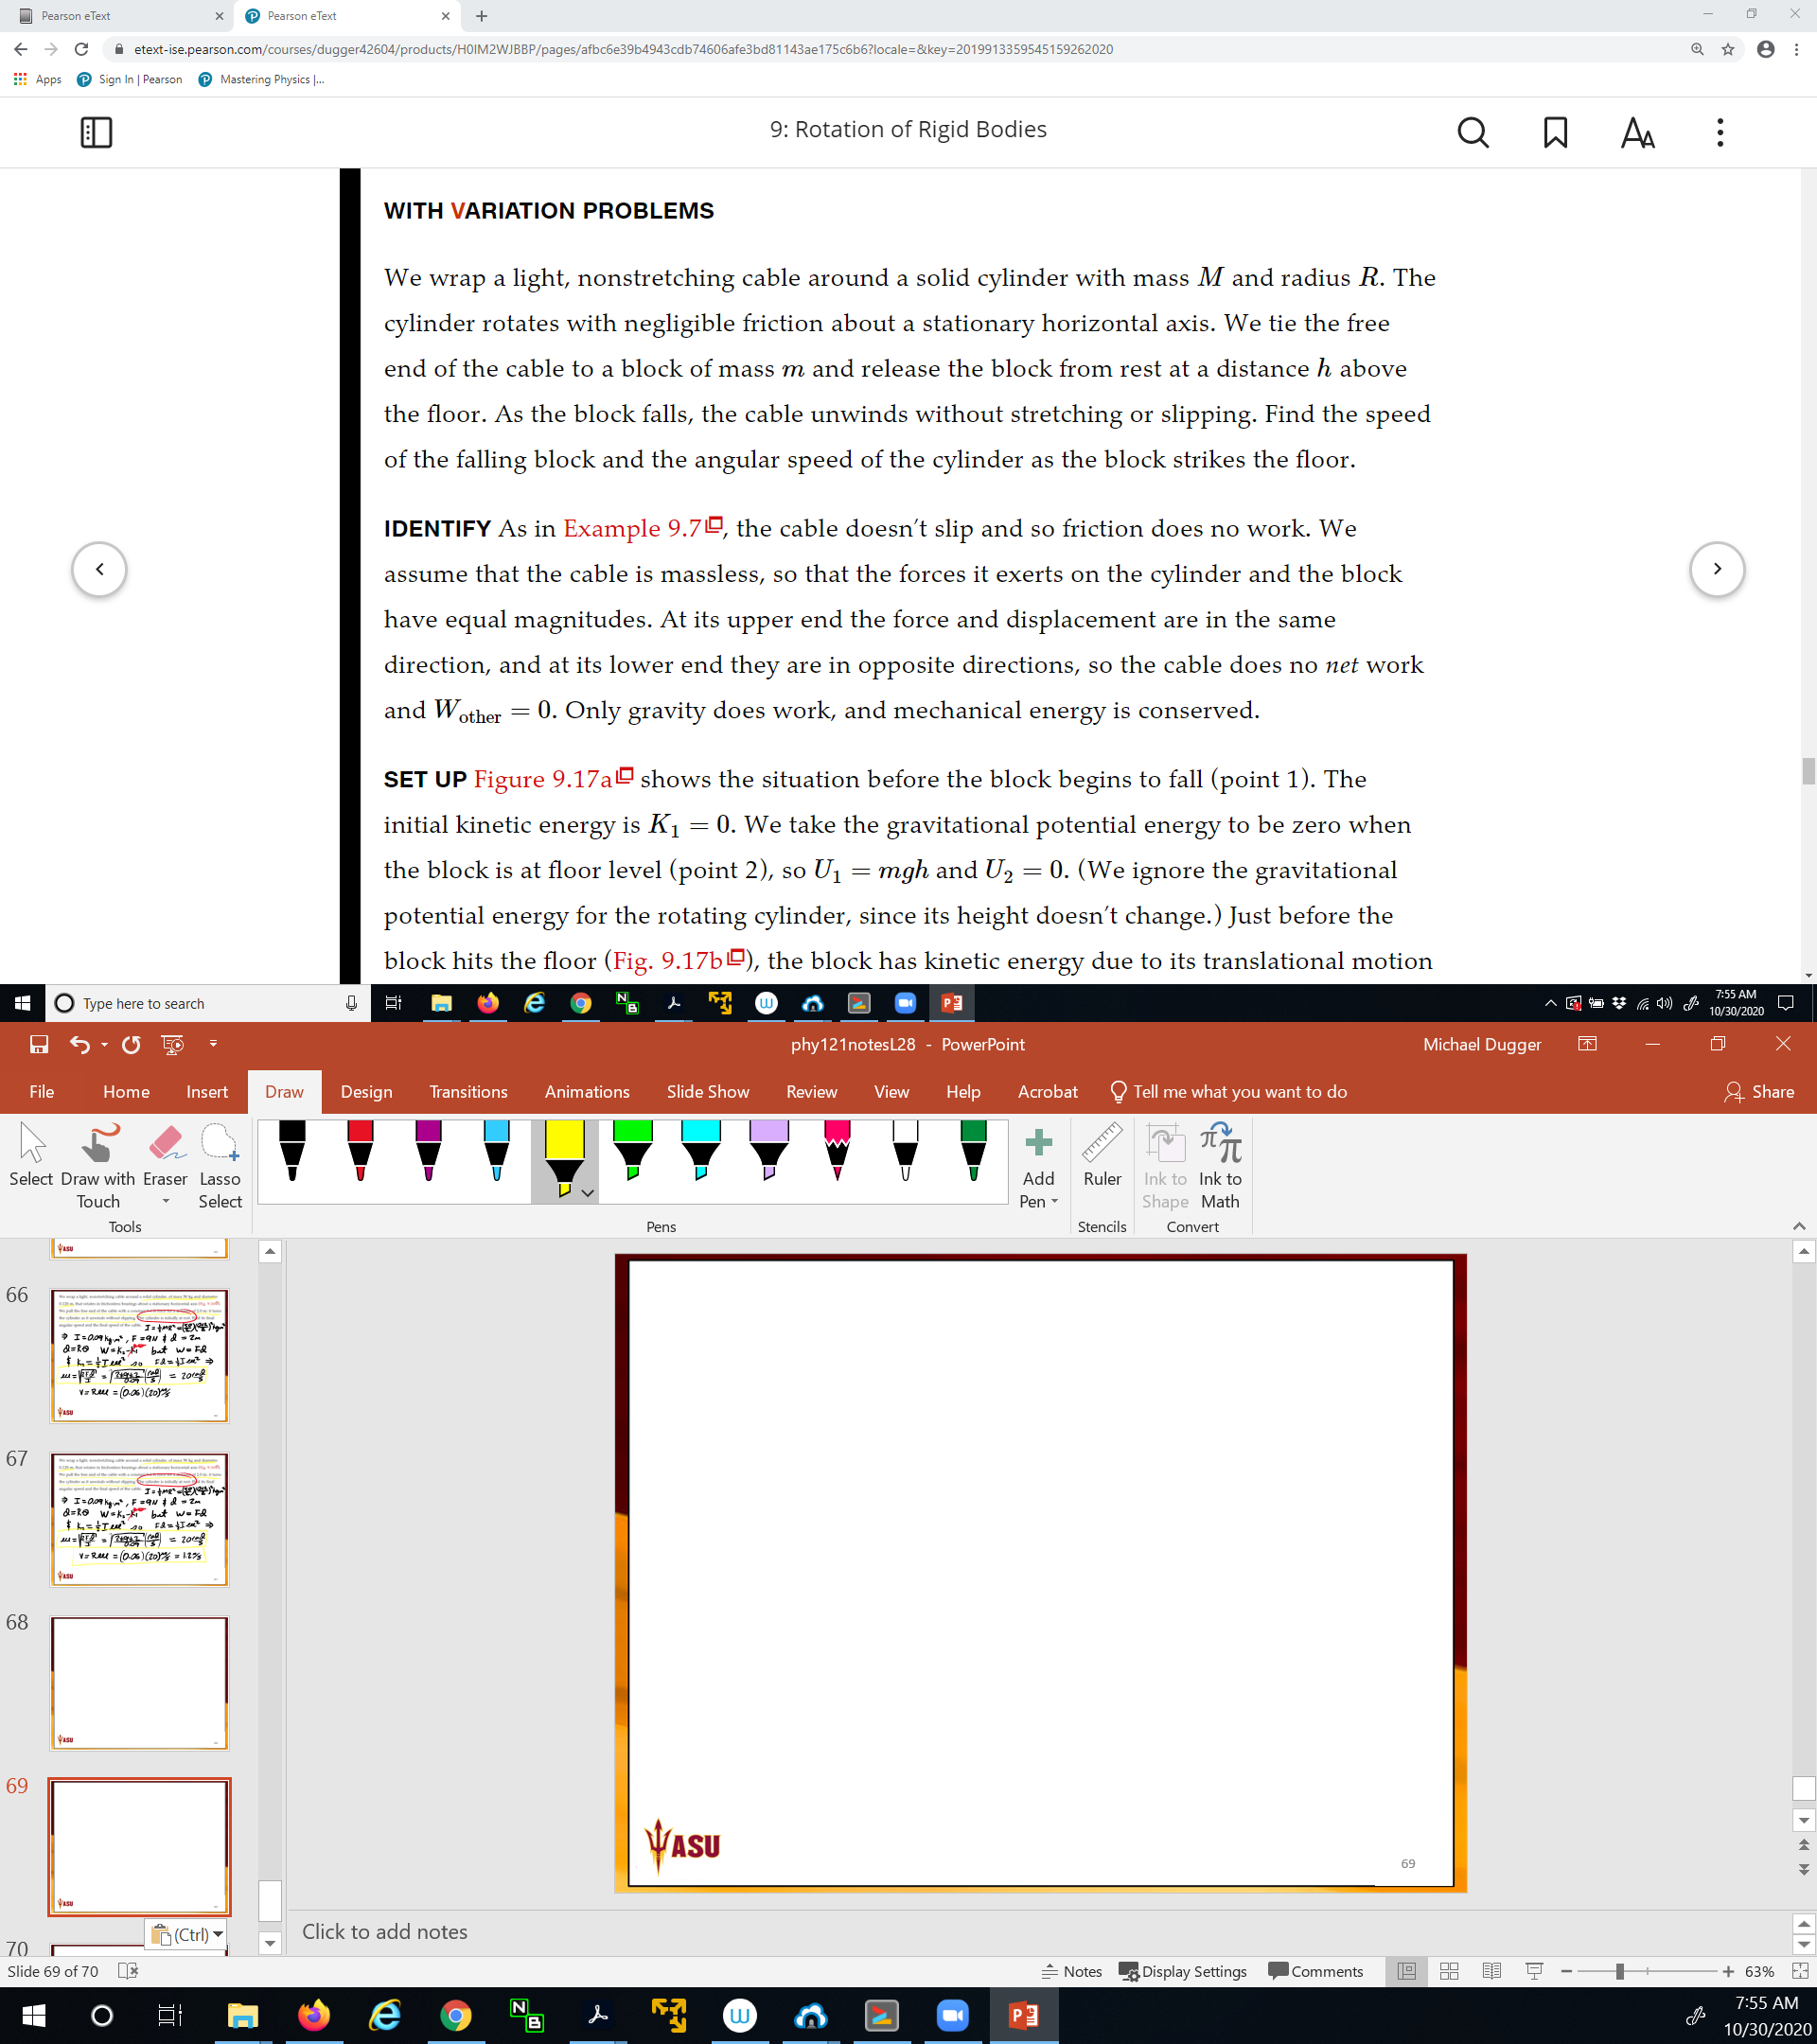 Pearson eText
Pearson eText
etext-ise.pearson.com/courses/dugger42604/products/H0IM2WJBBP/pages/afbc6e39b4943cdb74606afe3bd81143ae175c6b6?locale=&key=2019913359545159262020
Apps Sign In | Pearson Mastering Physics |...
9: Rotation of Rigid Bodies
WITH VARIATION PROBLEMS
We wrap a light, nonstretching cable around a solid cylinder with mass M and radius R. The
cylinder rotates with negligible friction about a stationary horizontal axis. We tie the free
end of the cable to a block of mass m and release the block from rest at a distance h above
the floor. As the block falls, the cable unwinds without stretching or slipping. Find the speed
of the falling block and the angular speed of the cylinder as the block strikes the floor.
IDENTIFY As in Example 9.7, the cable doesn't slip and so friction does no work. We
assume that the cable is massless, so that the forces it exerts on the cylinder and the block
have equal magnitudes. At its upper end the force and displacement are in the same
direction, and at its lower end they are in opposite directions, so the cable does no net work
and W_other = 0. Only gravity does work, and mechanical energy is conserved.
SET UP Figure 9.17a shows the situation before the block begins to fall (point 1). The
initial kinetic energy is K₁ = 0. We take the gravitational potential energy to be zero when
the block is at floor level (point 2), so U₁ = mgh and U₂ = 0. (We ignore the gravitational
potential energy for the rotating cylinder, since its height doesn't change.) Just before the
block hits the floor (Fig. 9.17b), the block has kinetic energy due to its translational motion
Type here to search
7:55 AM
10/30/2020
phy121notesL28 - PowerPoint
Michael Dugger
File Home Insert Draw Design Transitions Animations Slide Show Review View Help Acrobat Tell me what you want to do Share
Select Draw with Touch Eraser Lasso Select
Add Pen Ruler Ink to Shape Ink to Math
Tools Pens Stencils Convert
ASU
66
ASU
67
ASU
68
ASU
69
ASU
(Ctrl)
70
ASU
69
Click to add notes
Slide 69 of 70
Notes Display Settings Comments 63%
7:55 AM
10/30/2020